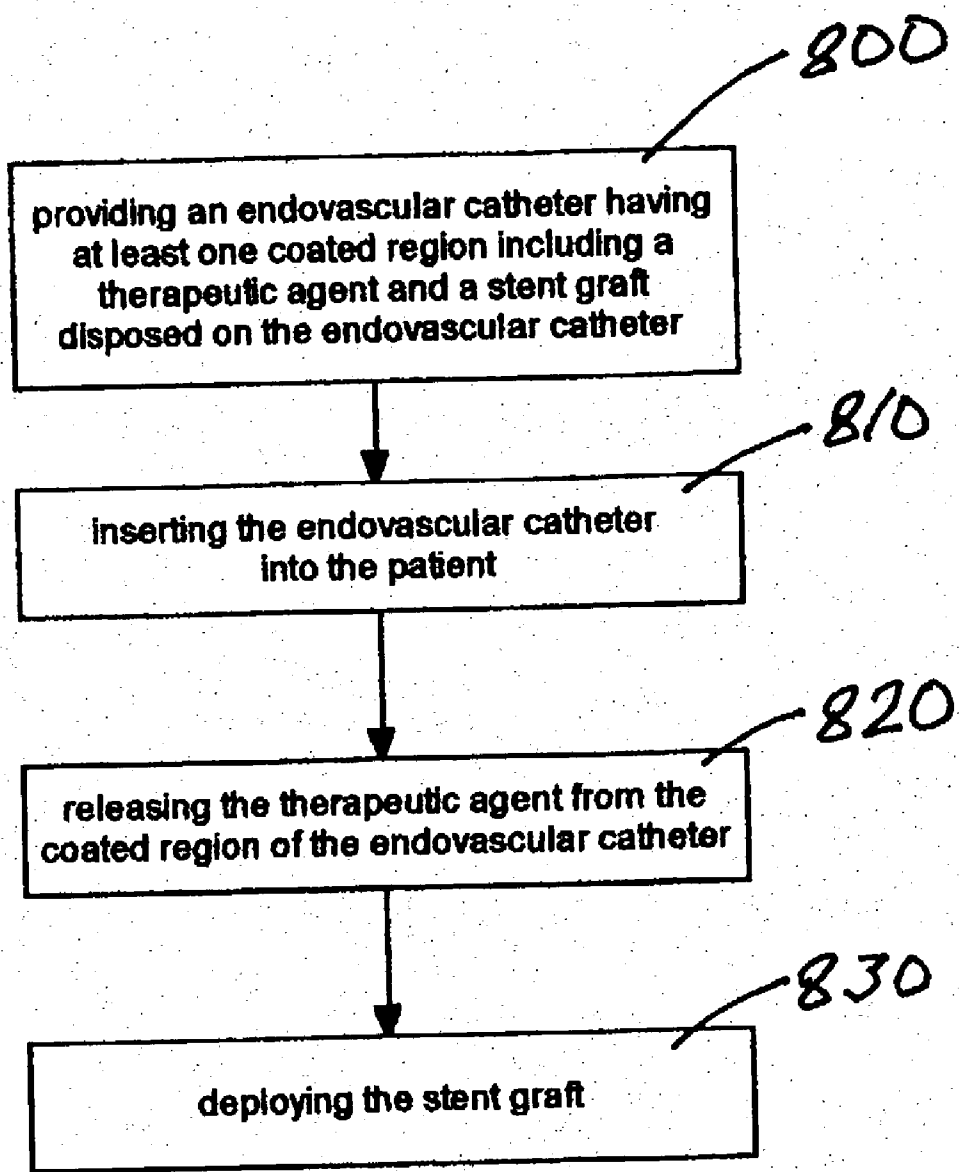 800
providing an endovascular catheter having
at least one coated region including a
therapeutic agent and a stent graft
disposed on the endovascular catheter
810
inserting the endovascular catheter
into the patient
820
releasing the therapeutic agent from the
coated region of the endovascular catheter
830
deploying the stent graft